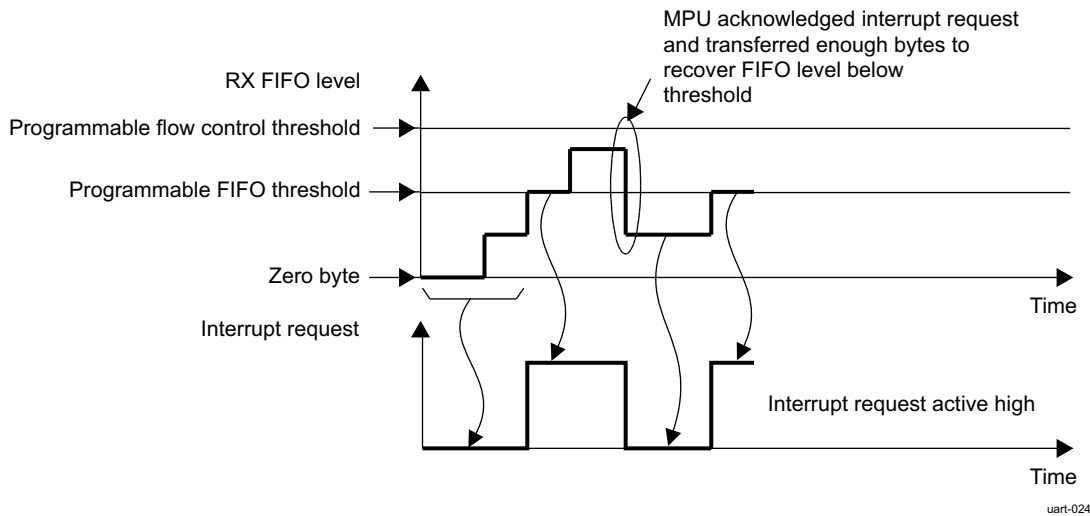 MPU acknowledged interrupt request
and transferred enough bytes to
recover FIFO level below
threshold
RX FIFO level
Programmable flow control threshold
Programmable FIFO threshold
Zero byte
Time
Interrupt request
Interrupt request active high
Time
uart-024